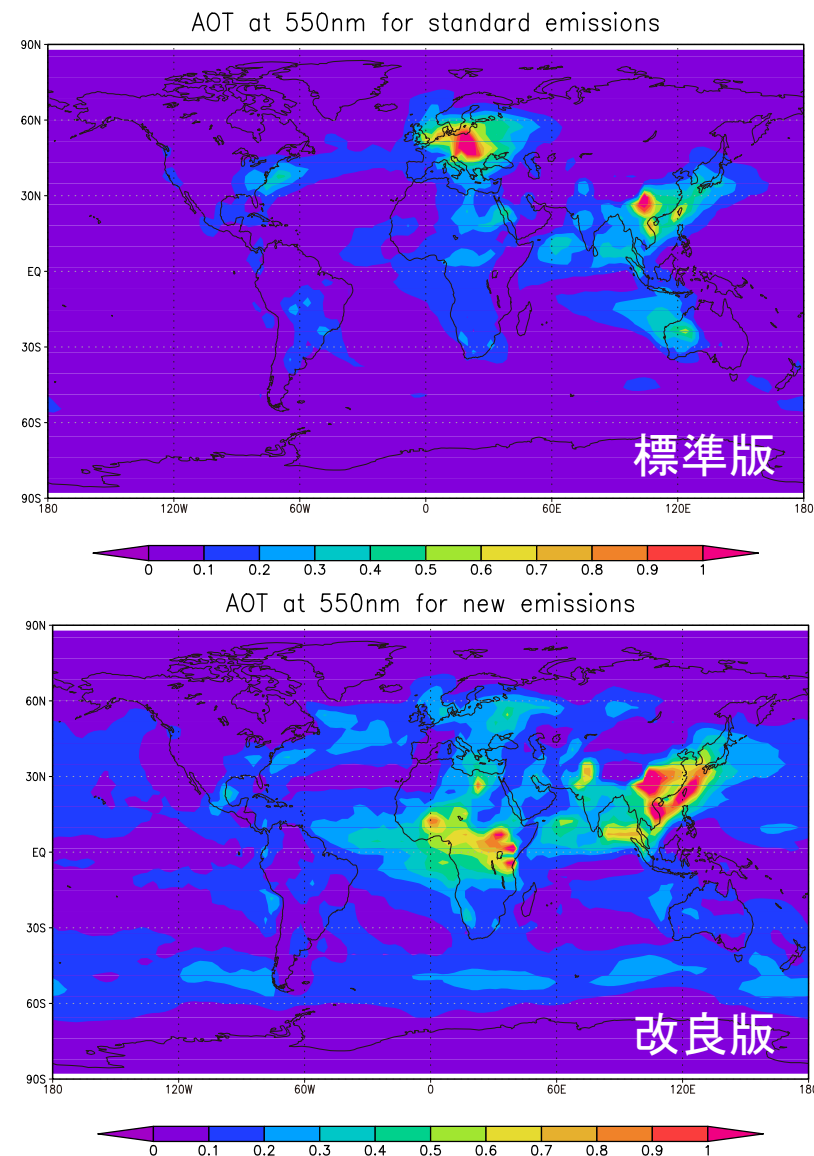 AOT at 550nm for standard emissions
90N
60N
30N
EQ
30S
60S
90S
180 120W 60W 0 60E 120E 180
標準版
0 0.1 0.2 0.3 0.4 0.5 0.6 0.7 0.8 0.9 1
AOT at 550nm for new emissions
90N
60N
30N
EQ
30S
60S
90S
180 120W 60W 0 60E 120E 180
改良版
0 0.1 0.2 0.3 0.4 0.5 0.6 0.7 0.8 0.9 1